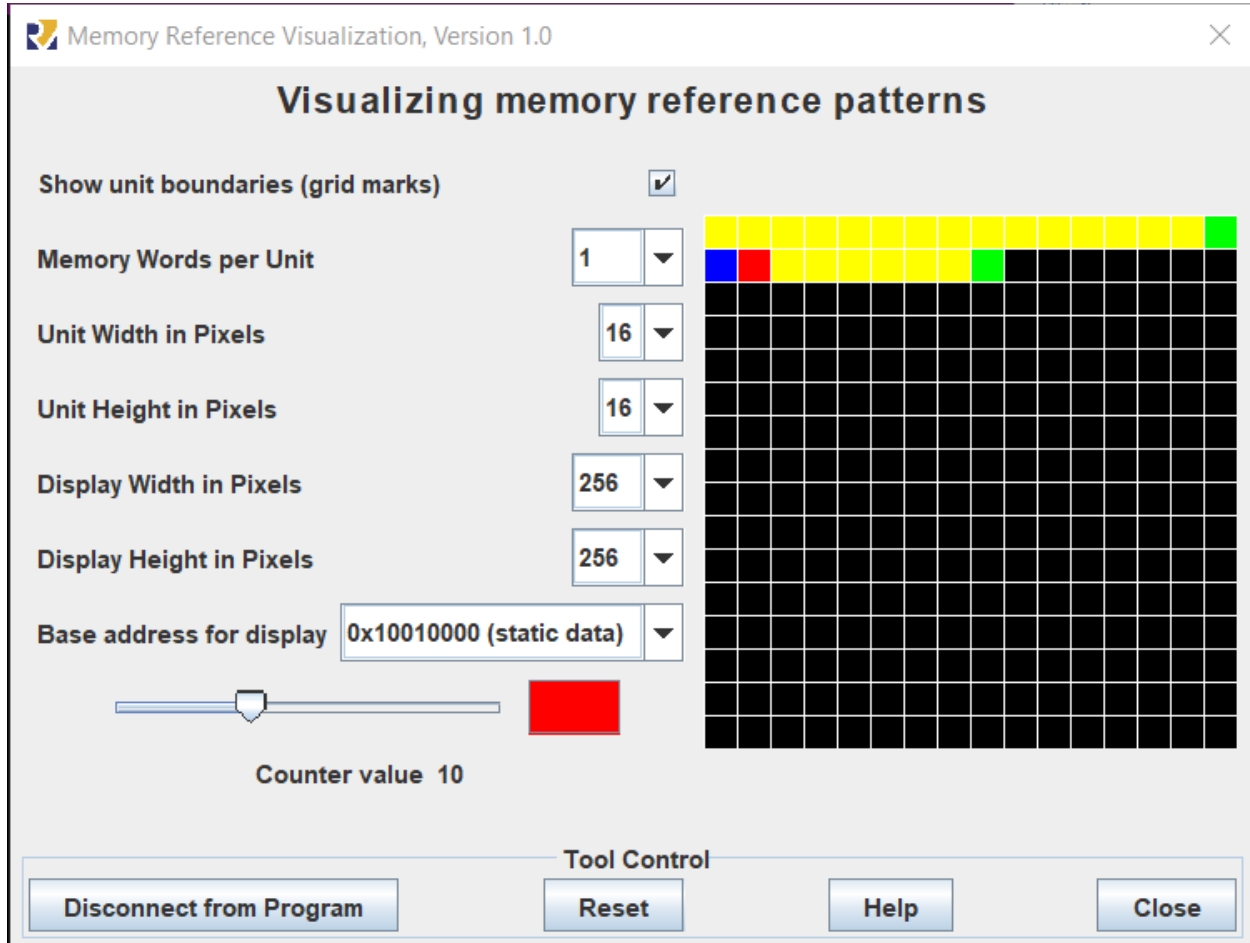 Memory Reference Visualization, Version 1.0
Visualizing memory reference patterns
Show unit boundaries (grid marks)
Memory Words per Unit 1
Unit Width in Pixels 16
Unit Height in Pixels 16
Display Width in Pixels 256
Display Height in Pixels 256
Base address for display 0x10010000 (static data)
Counter value 10
Tool Control
Disconnect from Program Reset Help Close